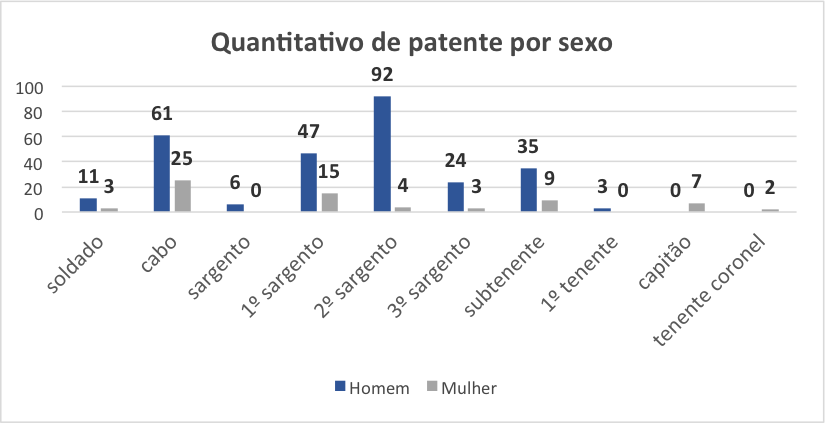 Quantitativo de patente por sexo
100
80
60
40
20
0
11 3
61 25
6 0
47 15
92 4
24 3
35 9
3 0
0 7
0 2
soldado
cabo
sargento
1º sargento
2º sargento
3º sargento
subtenente
1º tenente
capitão
tenente coronel
Homem Mulher